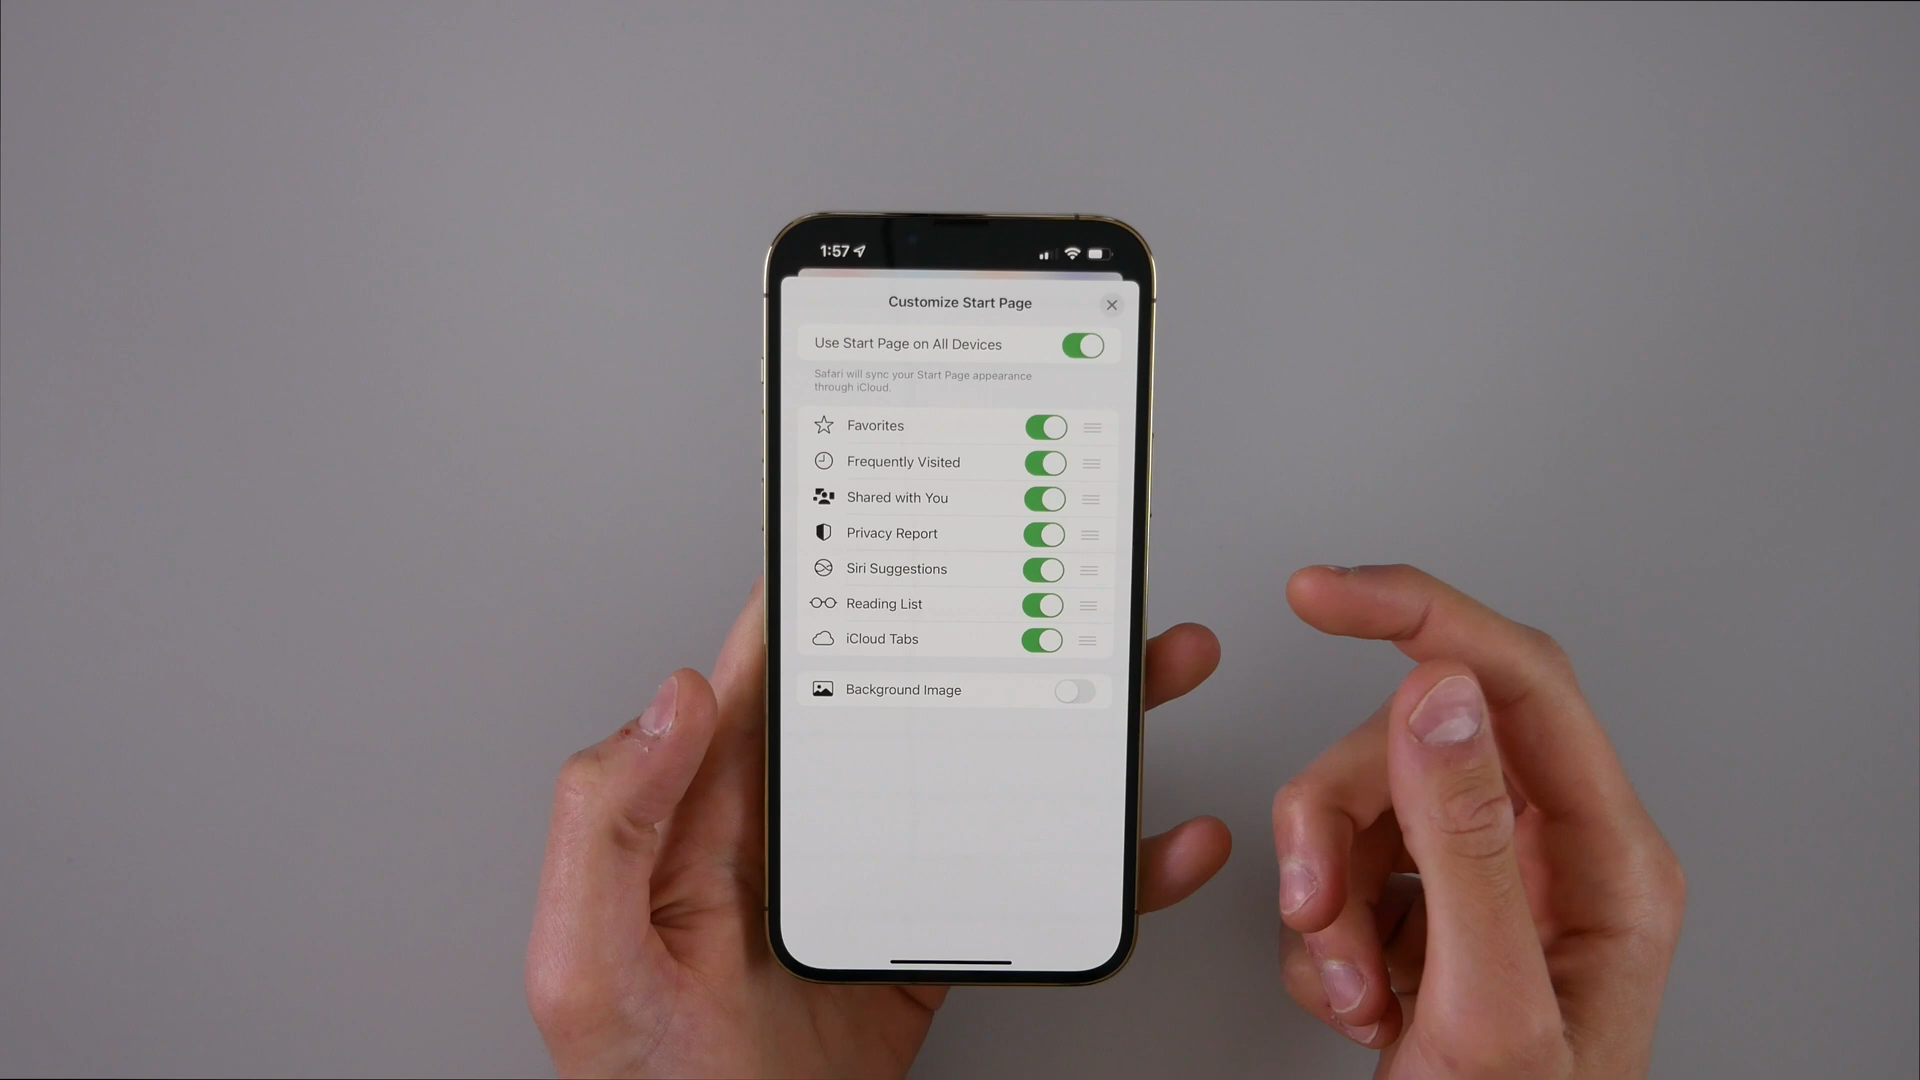 1:57
Customize Start Page
Use Start Page on All Devices
Safari will sync your Start Page appearance
through iCloud.
Favorites
Frequently Visited
Shared with You
Privacy Report
Siri Suggestions
Reading List
iCloud Tabs
Background Image